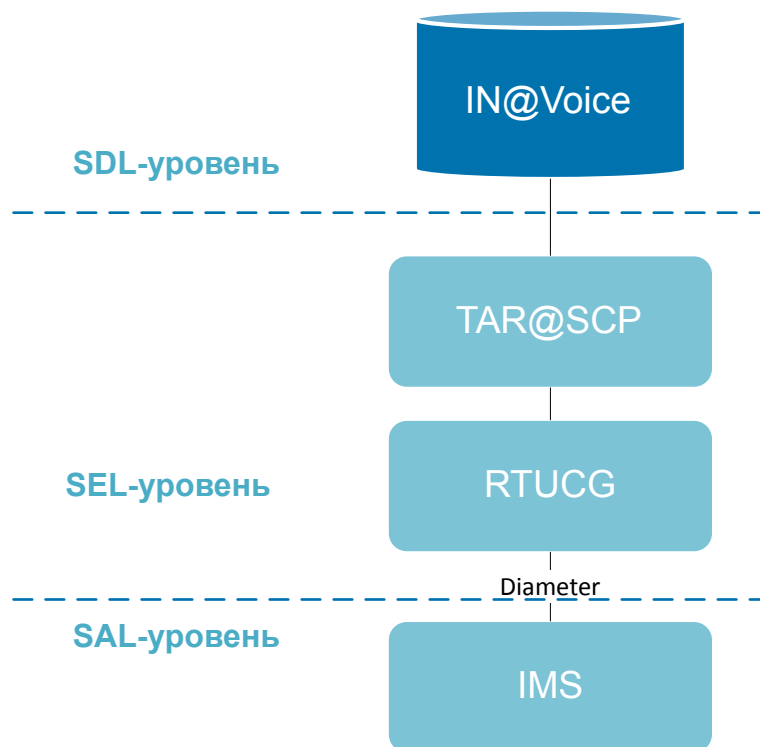 IN@Voice
SDL-уровень
TAR@SCP
SEL-уровень
RTUCG
Diameter
SAL-уровень
IMS